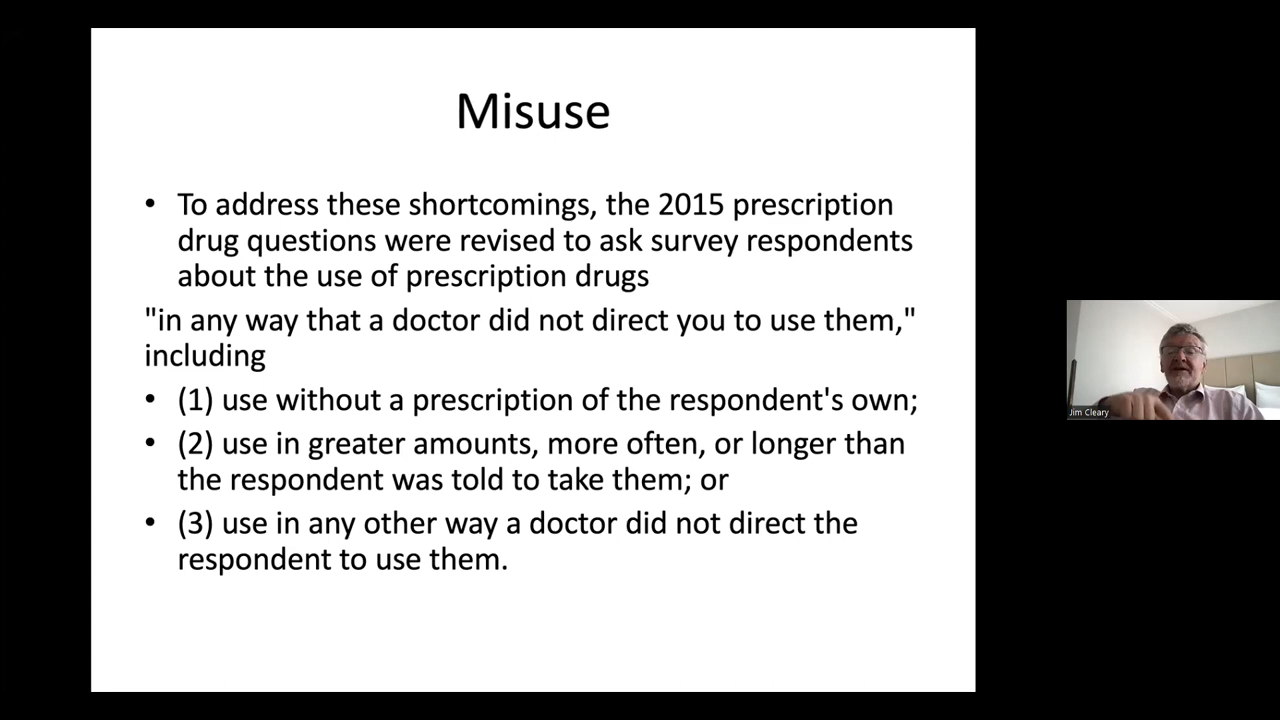 Misuse
• To address these shortcomings, the 2015 prescription
drug questions were revised to ask survey respondents
about the use of prescription drugs
"in any way that a doctor did not direct you to use them,"
including
• (1) use without a prescription of the respondent's own;
• (2) use in greater amounts, more often, or longer than
the respondent was told to take them; or
• (3) use in any other way a doctor did not direct the
respondent to use them.
Jim Cleary